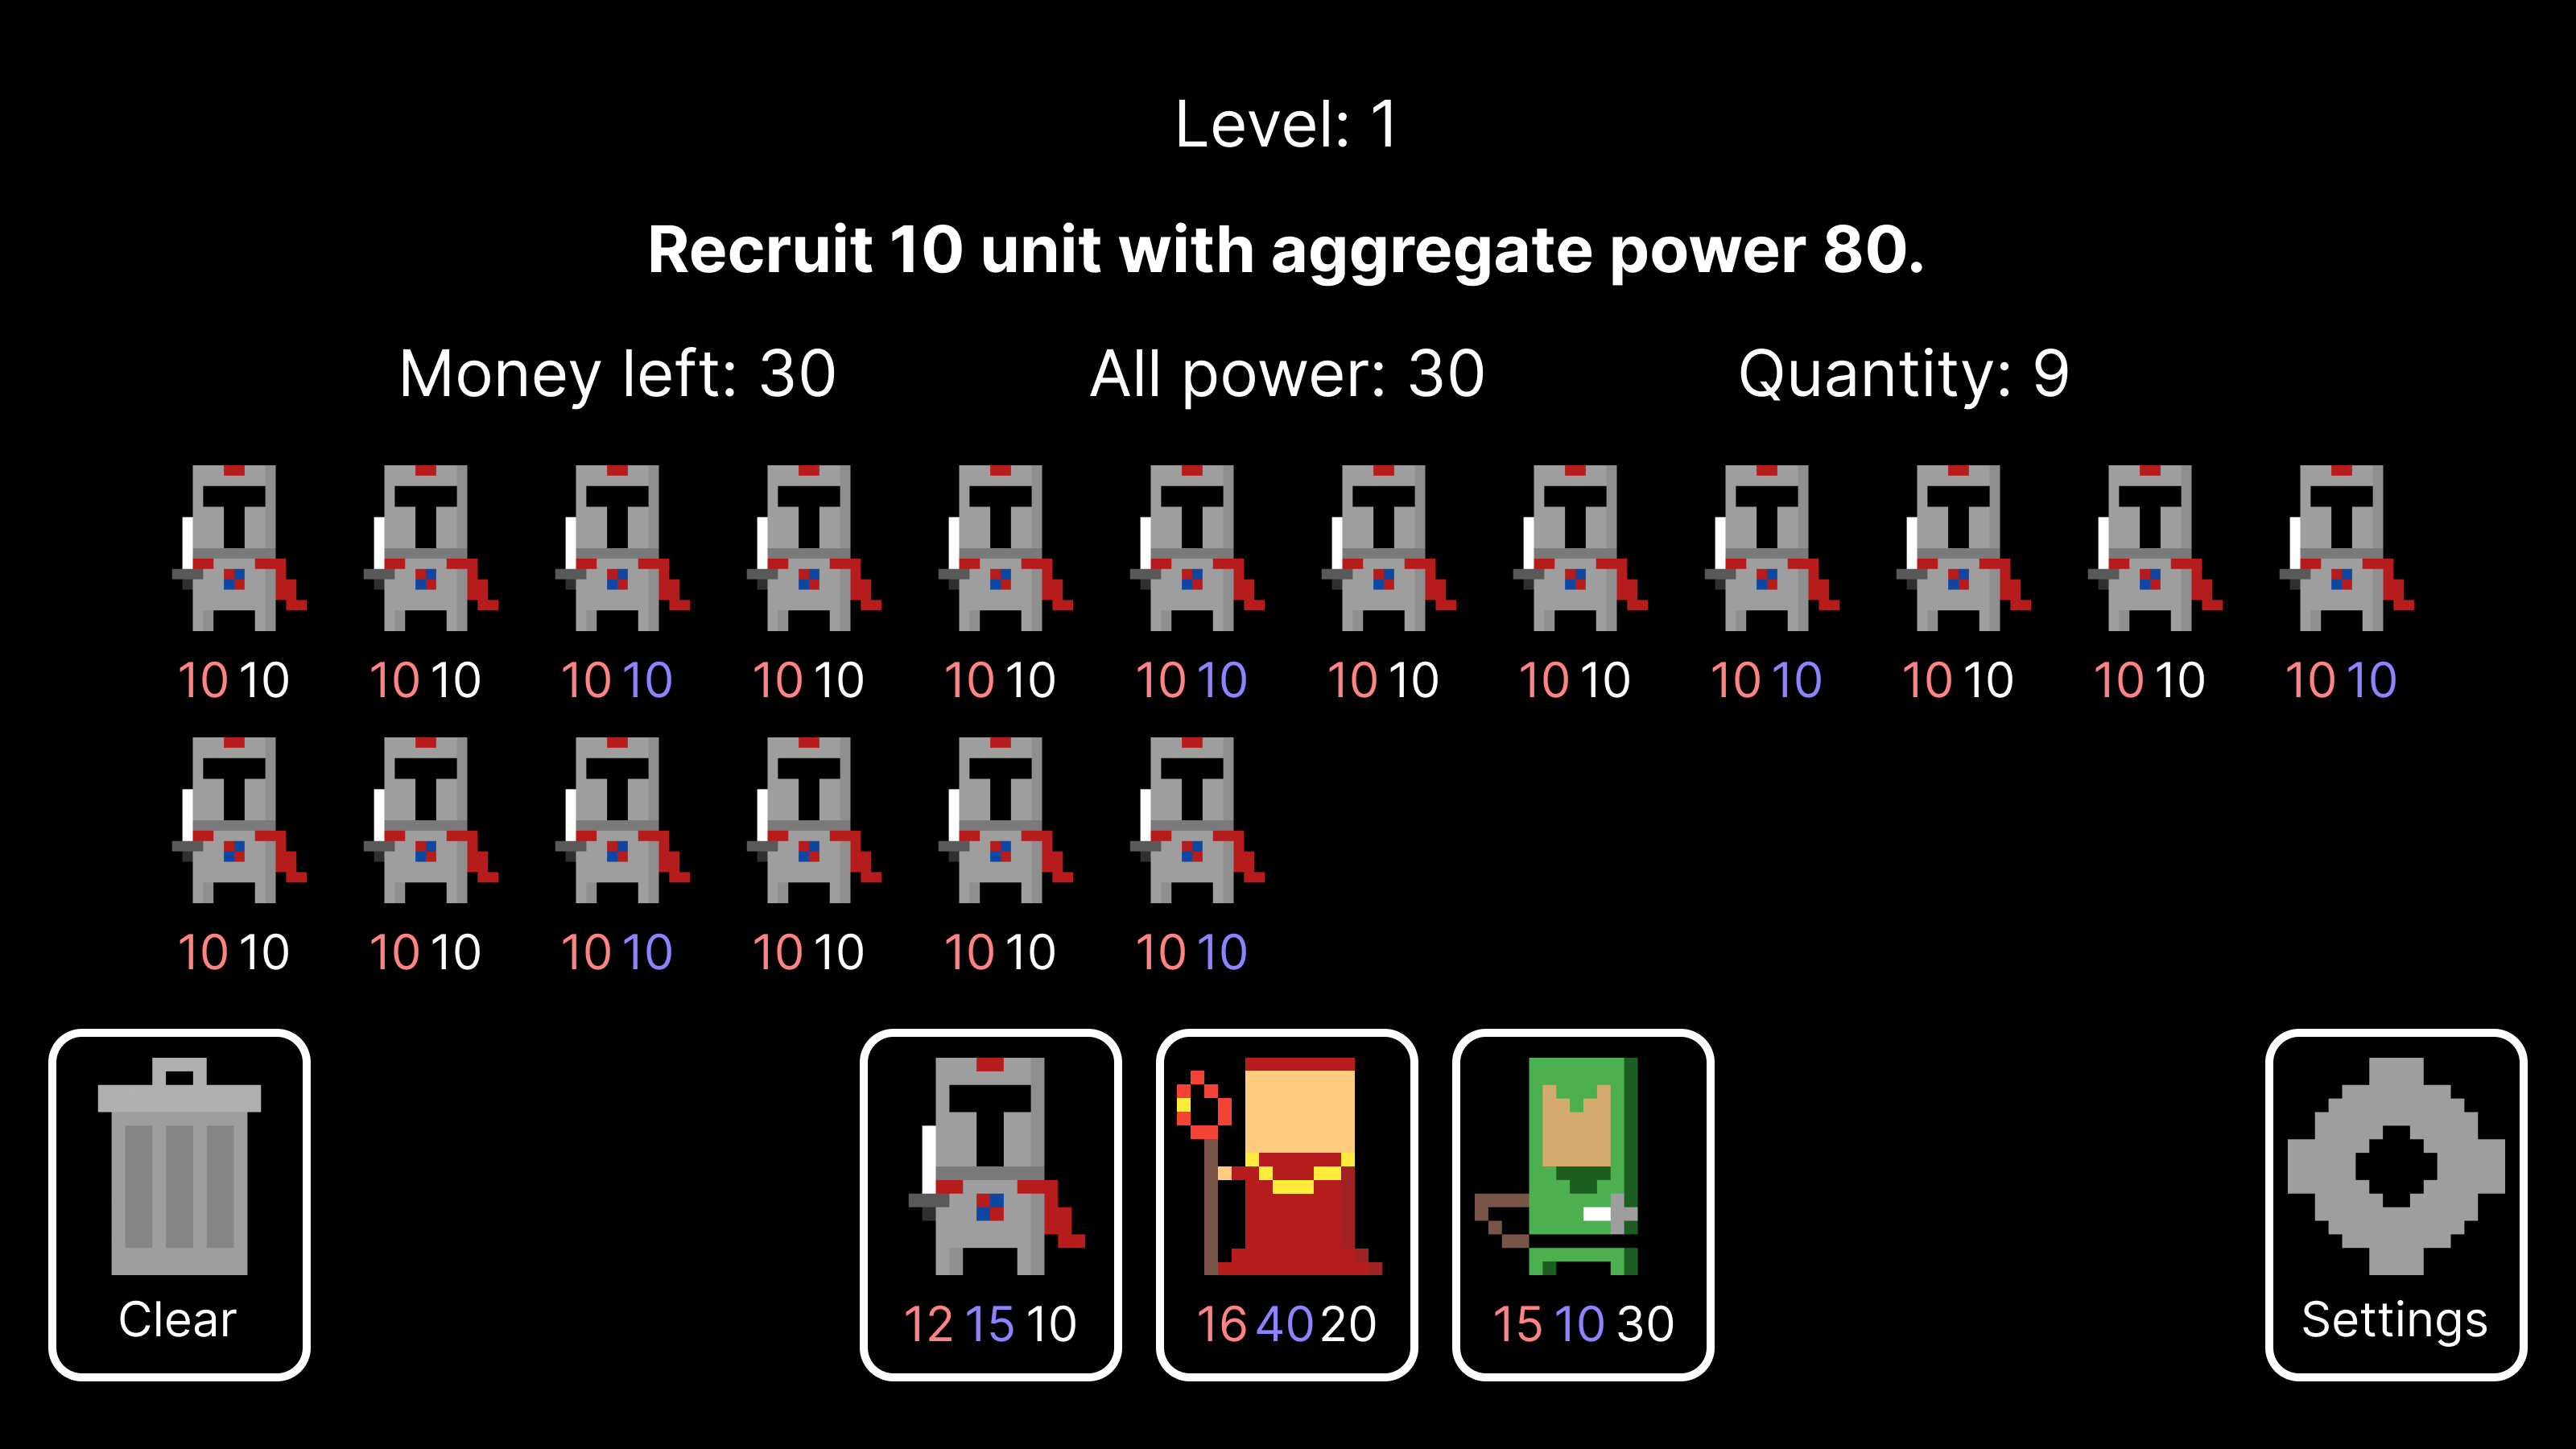 Level: 1
Recruit 10 unit with aggregate power 80.
Money left: 30 All power: 30 Quantity: 9
10 10 10 10 10 10 10 10 10 10 10 10 10 10 10 10 10 10 10 10 10 10 10 10
10 10 10 10 10 10 10 10 10 10 10 10
Clear 12 15 10 16 40 20 15 10 30 Settings